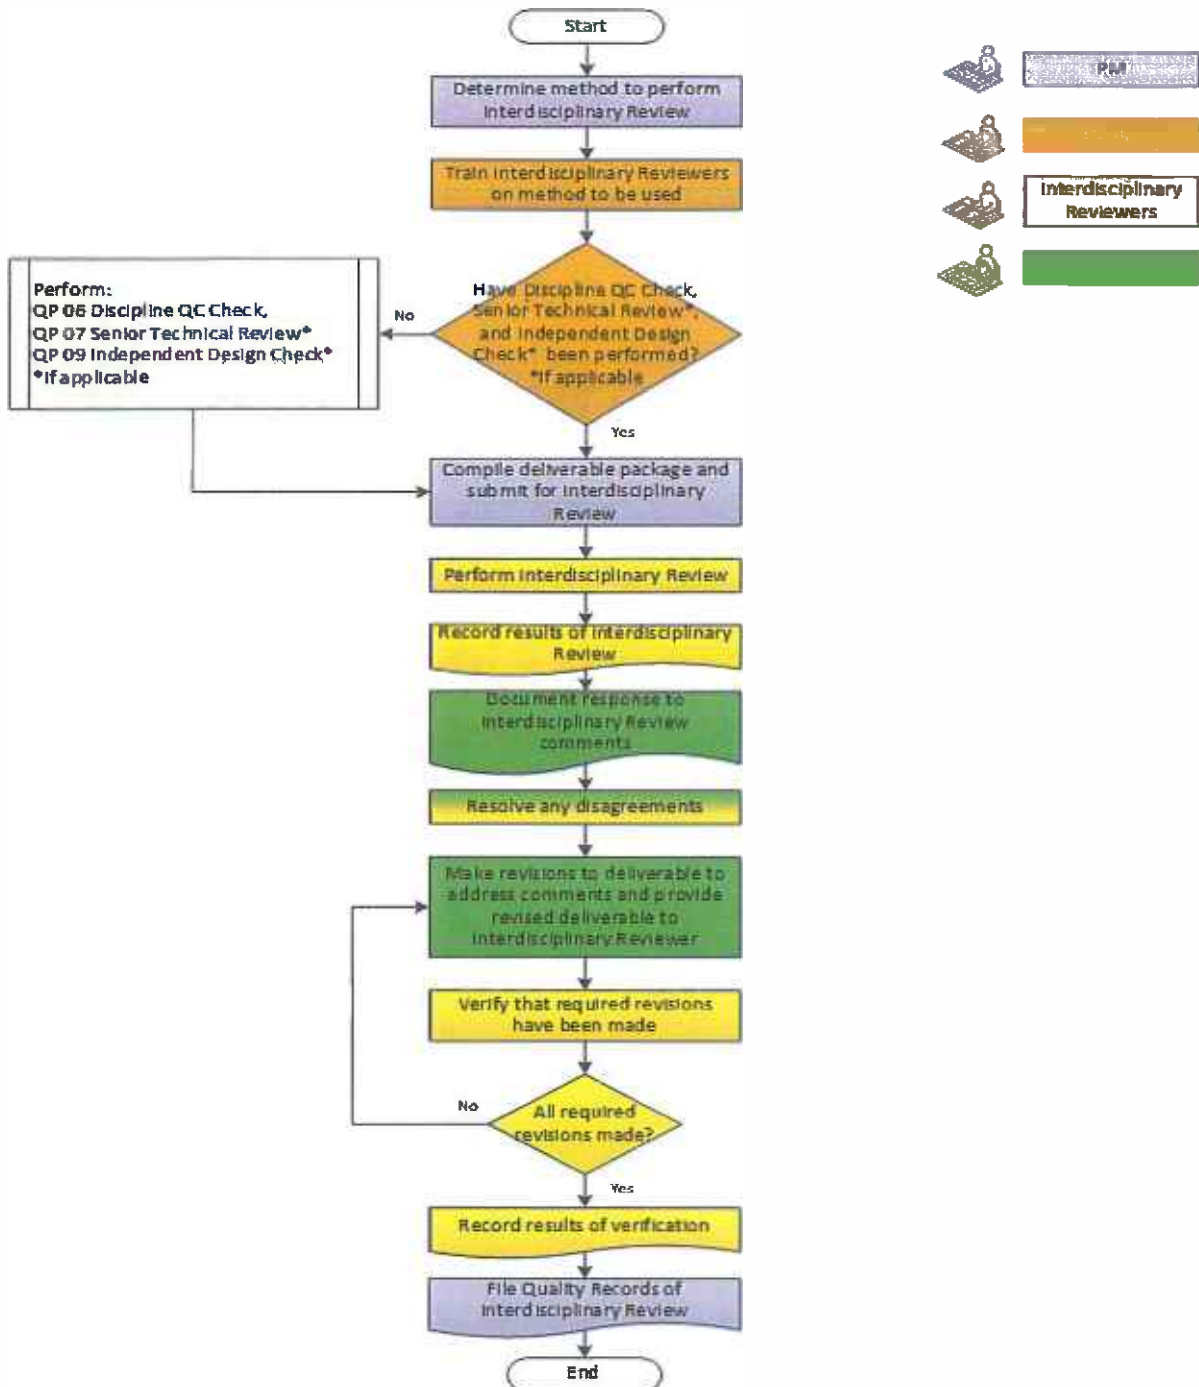 Start
PM
Determine method to perform
Interdisciplinary Review
Train Interdisciplinary Reviewers
on method to be used
Interdisciplinary
Reviewers
Have Discipline QC Check,
Senior Technical Review*,
and Independent Design
Check* been performed?
*If applicable
No
Perform:
QP 06 Discipline QC Check,
QP 07 Senior Technical Review*
QP 09 Independent Design Check*
*If applicable
Yes
Compile deliverable package and
submit for Interdisciplinary
Review
Perform Interdisciplinary Review
Record results of Interdisciplinary
Review
Document response to
Interdisciplinary Review
comments
Resolve any disagreements
Make revisions to deliverable to
address comments and provide
revised deliverable to
Interdisciplinary Reviewer
Verify that required revisions
have been made
No
All required
revisions made?
Yes
Record results of verification
File Quality Records of
Interdisciplinary Review
End